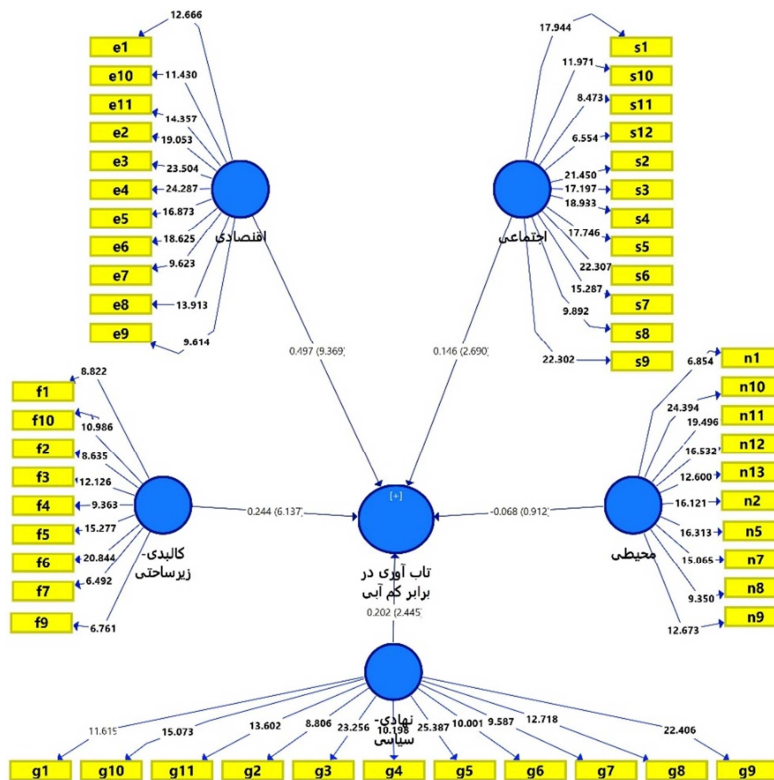 12.666
e1
e10
11.430
e11
14.357
e2
19.053
e3
23.504
e4
24.287
e5
16.873
e6
18.625
e7
9.623
e8
13.913
e9
9.614
اقتصادی
17.944
s1
11.971
s10
8.473
s11
6.554
s12
21.450
s2
17.197
s3
18.933
s4
17.746
s5
22.307
s6
15.287
s7
9.892
s8
22.302
s9
اجتماعی
0.497 (9.369)
0.146 (2.690)
8.822
f1
f10
10.986
f2
8.635
f3
12.126
f4
9.363
f5
15.277
f6
20.844
f7
6.492
f9
6.761
کالبدی-
زیرساحتی
0.244 (6.137)
[+]
-0.068 (0.912)
تاب آوری در
برابر کم آبی
0.202 (2.445)
6.854
n1
n10
24.394
n11
19.496
n12
16.532
n13
12.600
n2
16.121
n5
16.313
n7
15.065
n8
9.350
n9
12.673
محیطی
نهادی-
سیاسی
11.615
15.073
13.602
8.806
23.256
10.198
25.387
10.001
9.587
12.718
22.406
g1
g10
g11
g2
g3
g4
g5
g6
g7
g8
g9